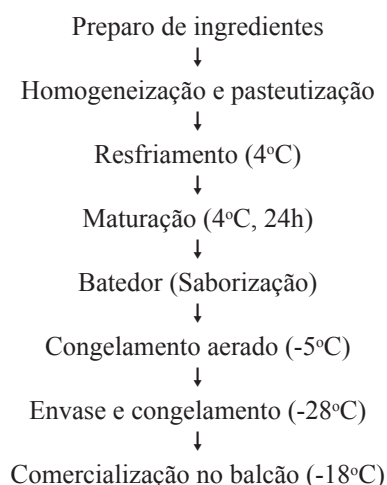 Preparo de ingredientes
Homogeneização e pasteutização
Resfriamento (4ºC)
Maturação (4ºC, 24h)
Batedor (Saborização)
Congelamento aerado (-5ºC)
Envase e congelamento (-28ºC)
Comercialização no balcão (-18ºC)